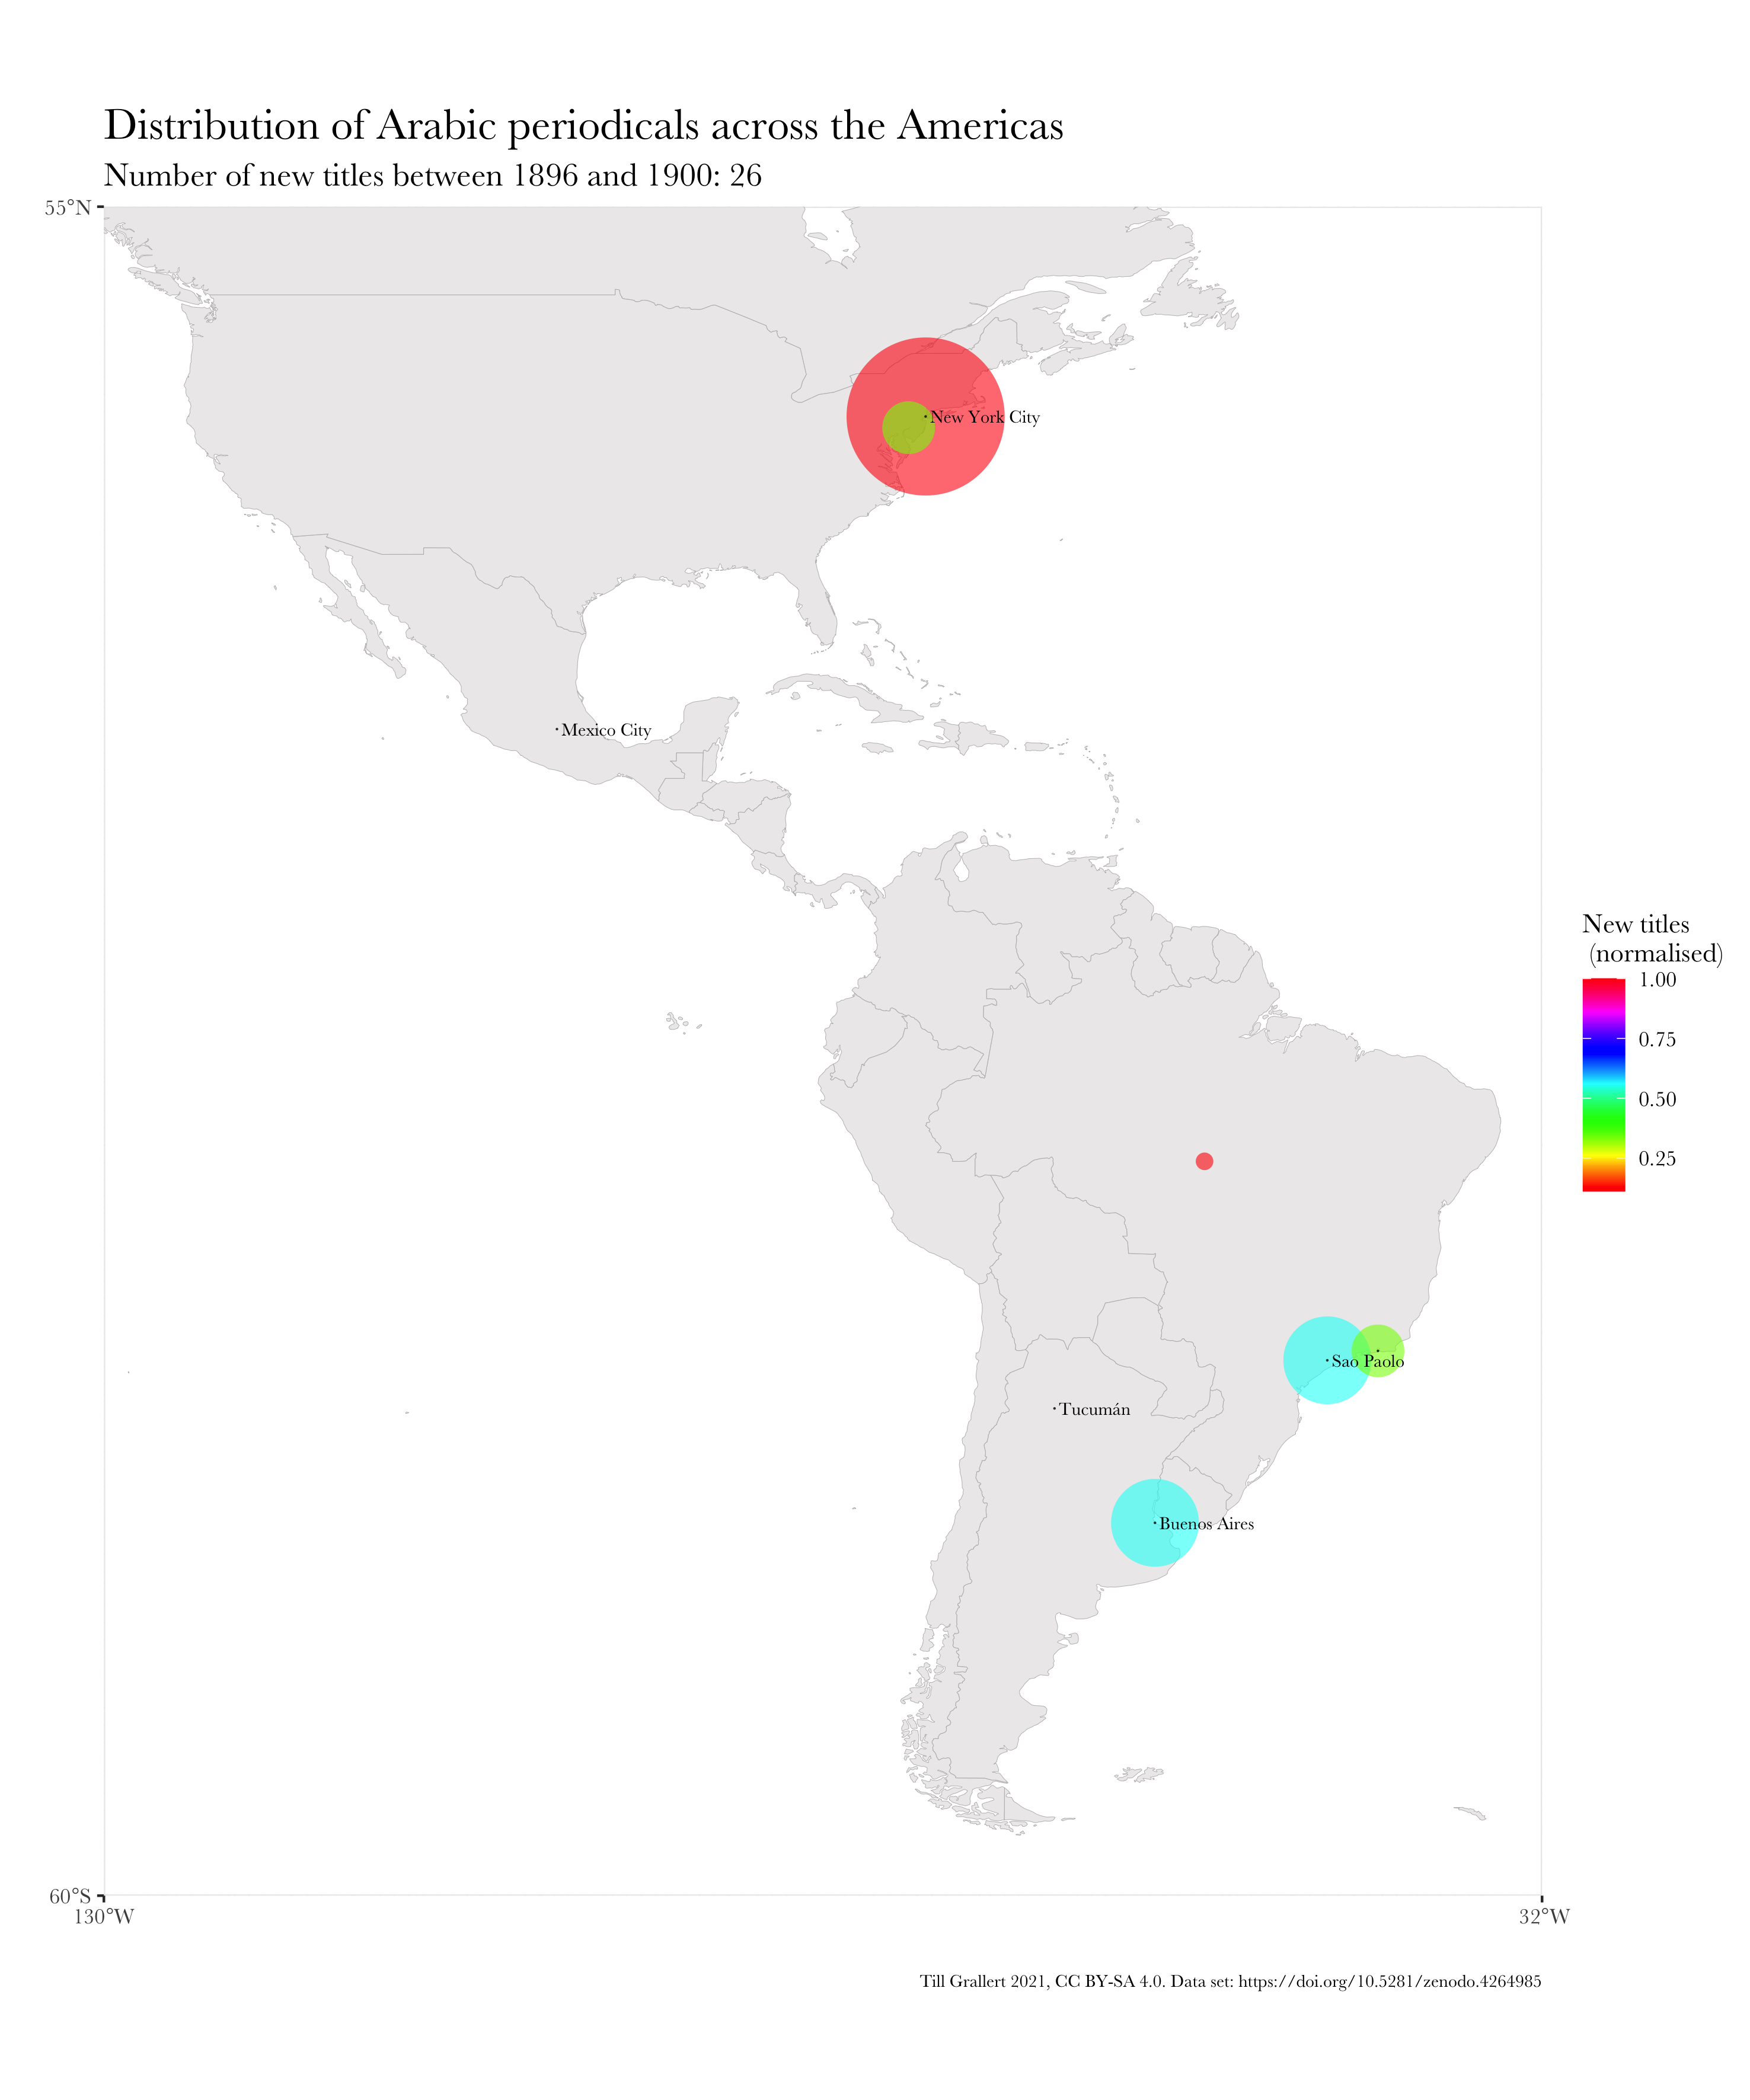 Distribution of Arabic periodicals across the Americas
Number of new titles between 1896 and 1900: 26
55°N
New York City
Mexico City
New titles
(normalised)
1.00
0.75
0.50
0.25
Sao Paolo
Tucumán
Buenos Aires
60°S
130°W
32°W
Till Grallert 2021, CC BY-SA 4.0. Data set: https://doi.org/10.5281/zenodo.4264985